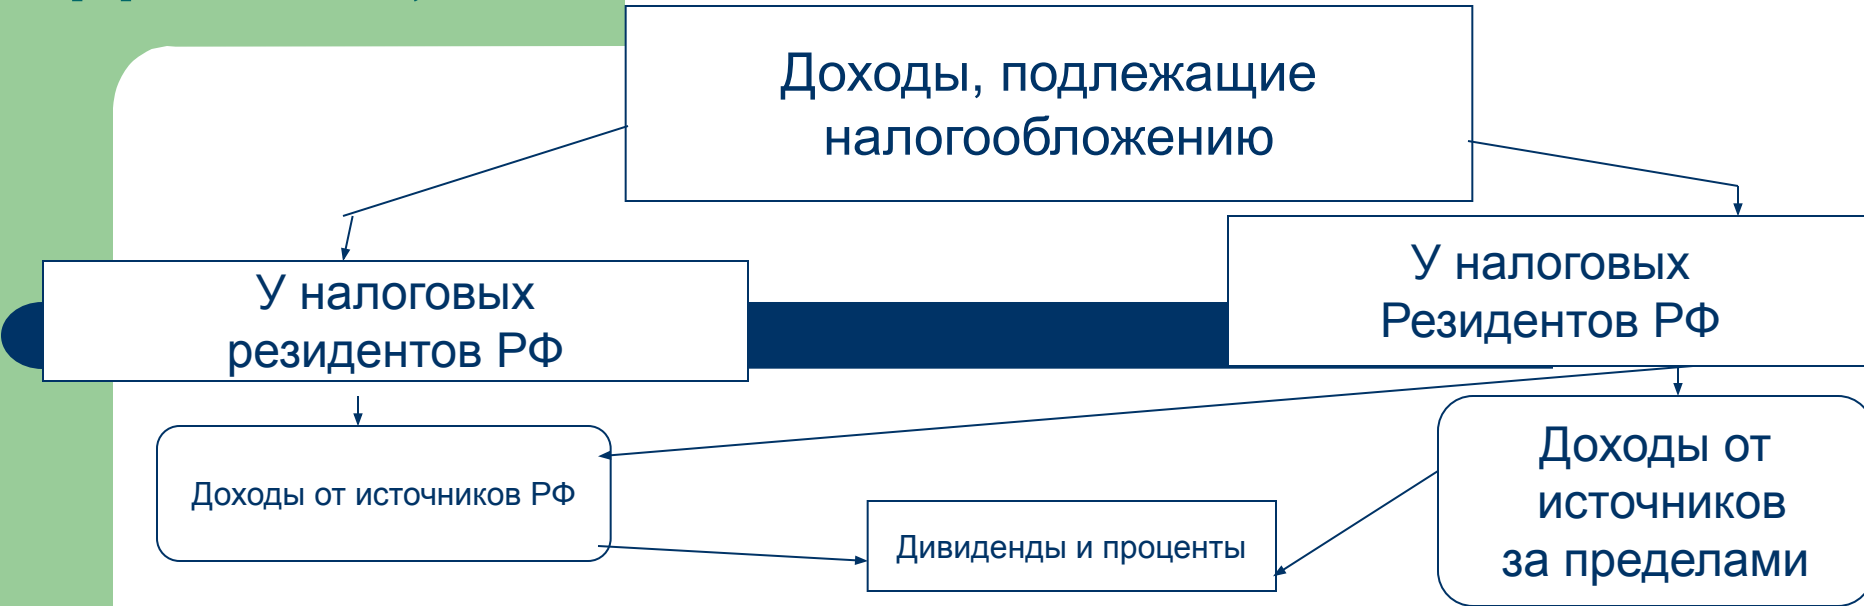 Доходы, подлежащие
налогообложению
У налоговых
резидентов РФ
У налоговых
Резидентов РФ
Доходы от источников РФ
Дивиденды и проценты
Доходы от
источников
за пределами